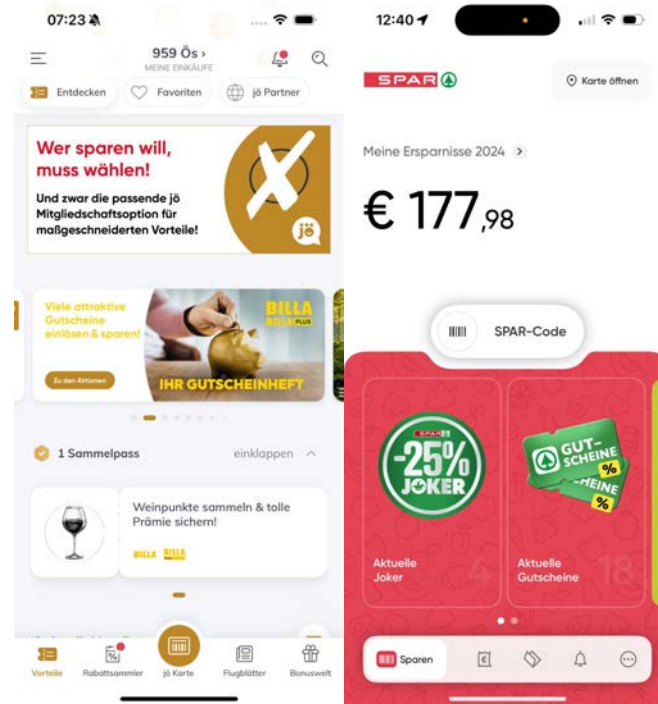 07:23
959 Ös ›
MEINE EINKÄUFE
Entdecken
Favoriten
jö Partner
Wer sparen will,
muss wählen!
Und zwar die passende jö
Mitgliedschaftsoption für
maßgeschneiderten Vorteile!
jö
Viele attraktive
Gutscheine
einlösen & sparen!
Zu den Aktionen
BILLA
BILLA PLUS
IHR GUTSCHEINHEFT
1 Sammelpass
einklappen
Weinpunkte sammeln & tolle
Prämie sichern!
BILLA
BILLA
Vorteile
Rabattsammler
jö Karte
Flugblätter
Bonuswelt
12:40
SPAR
Karte öffnen
Meine Ersparnisse 2024 >
€ 177,98
SPAR-Code
SPAR
-25%
JOKER
GUT-
SCHEINE
%
HEINE
%
Aktuelle
Joker
4
Aktuelle
Gutscheine
18
Sparen